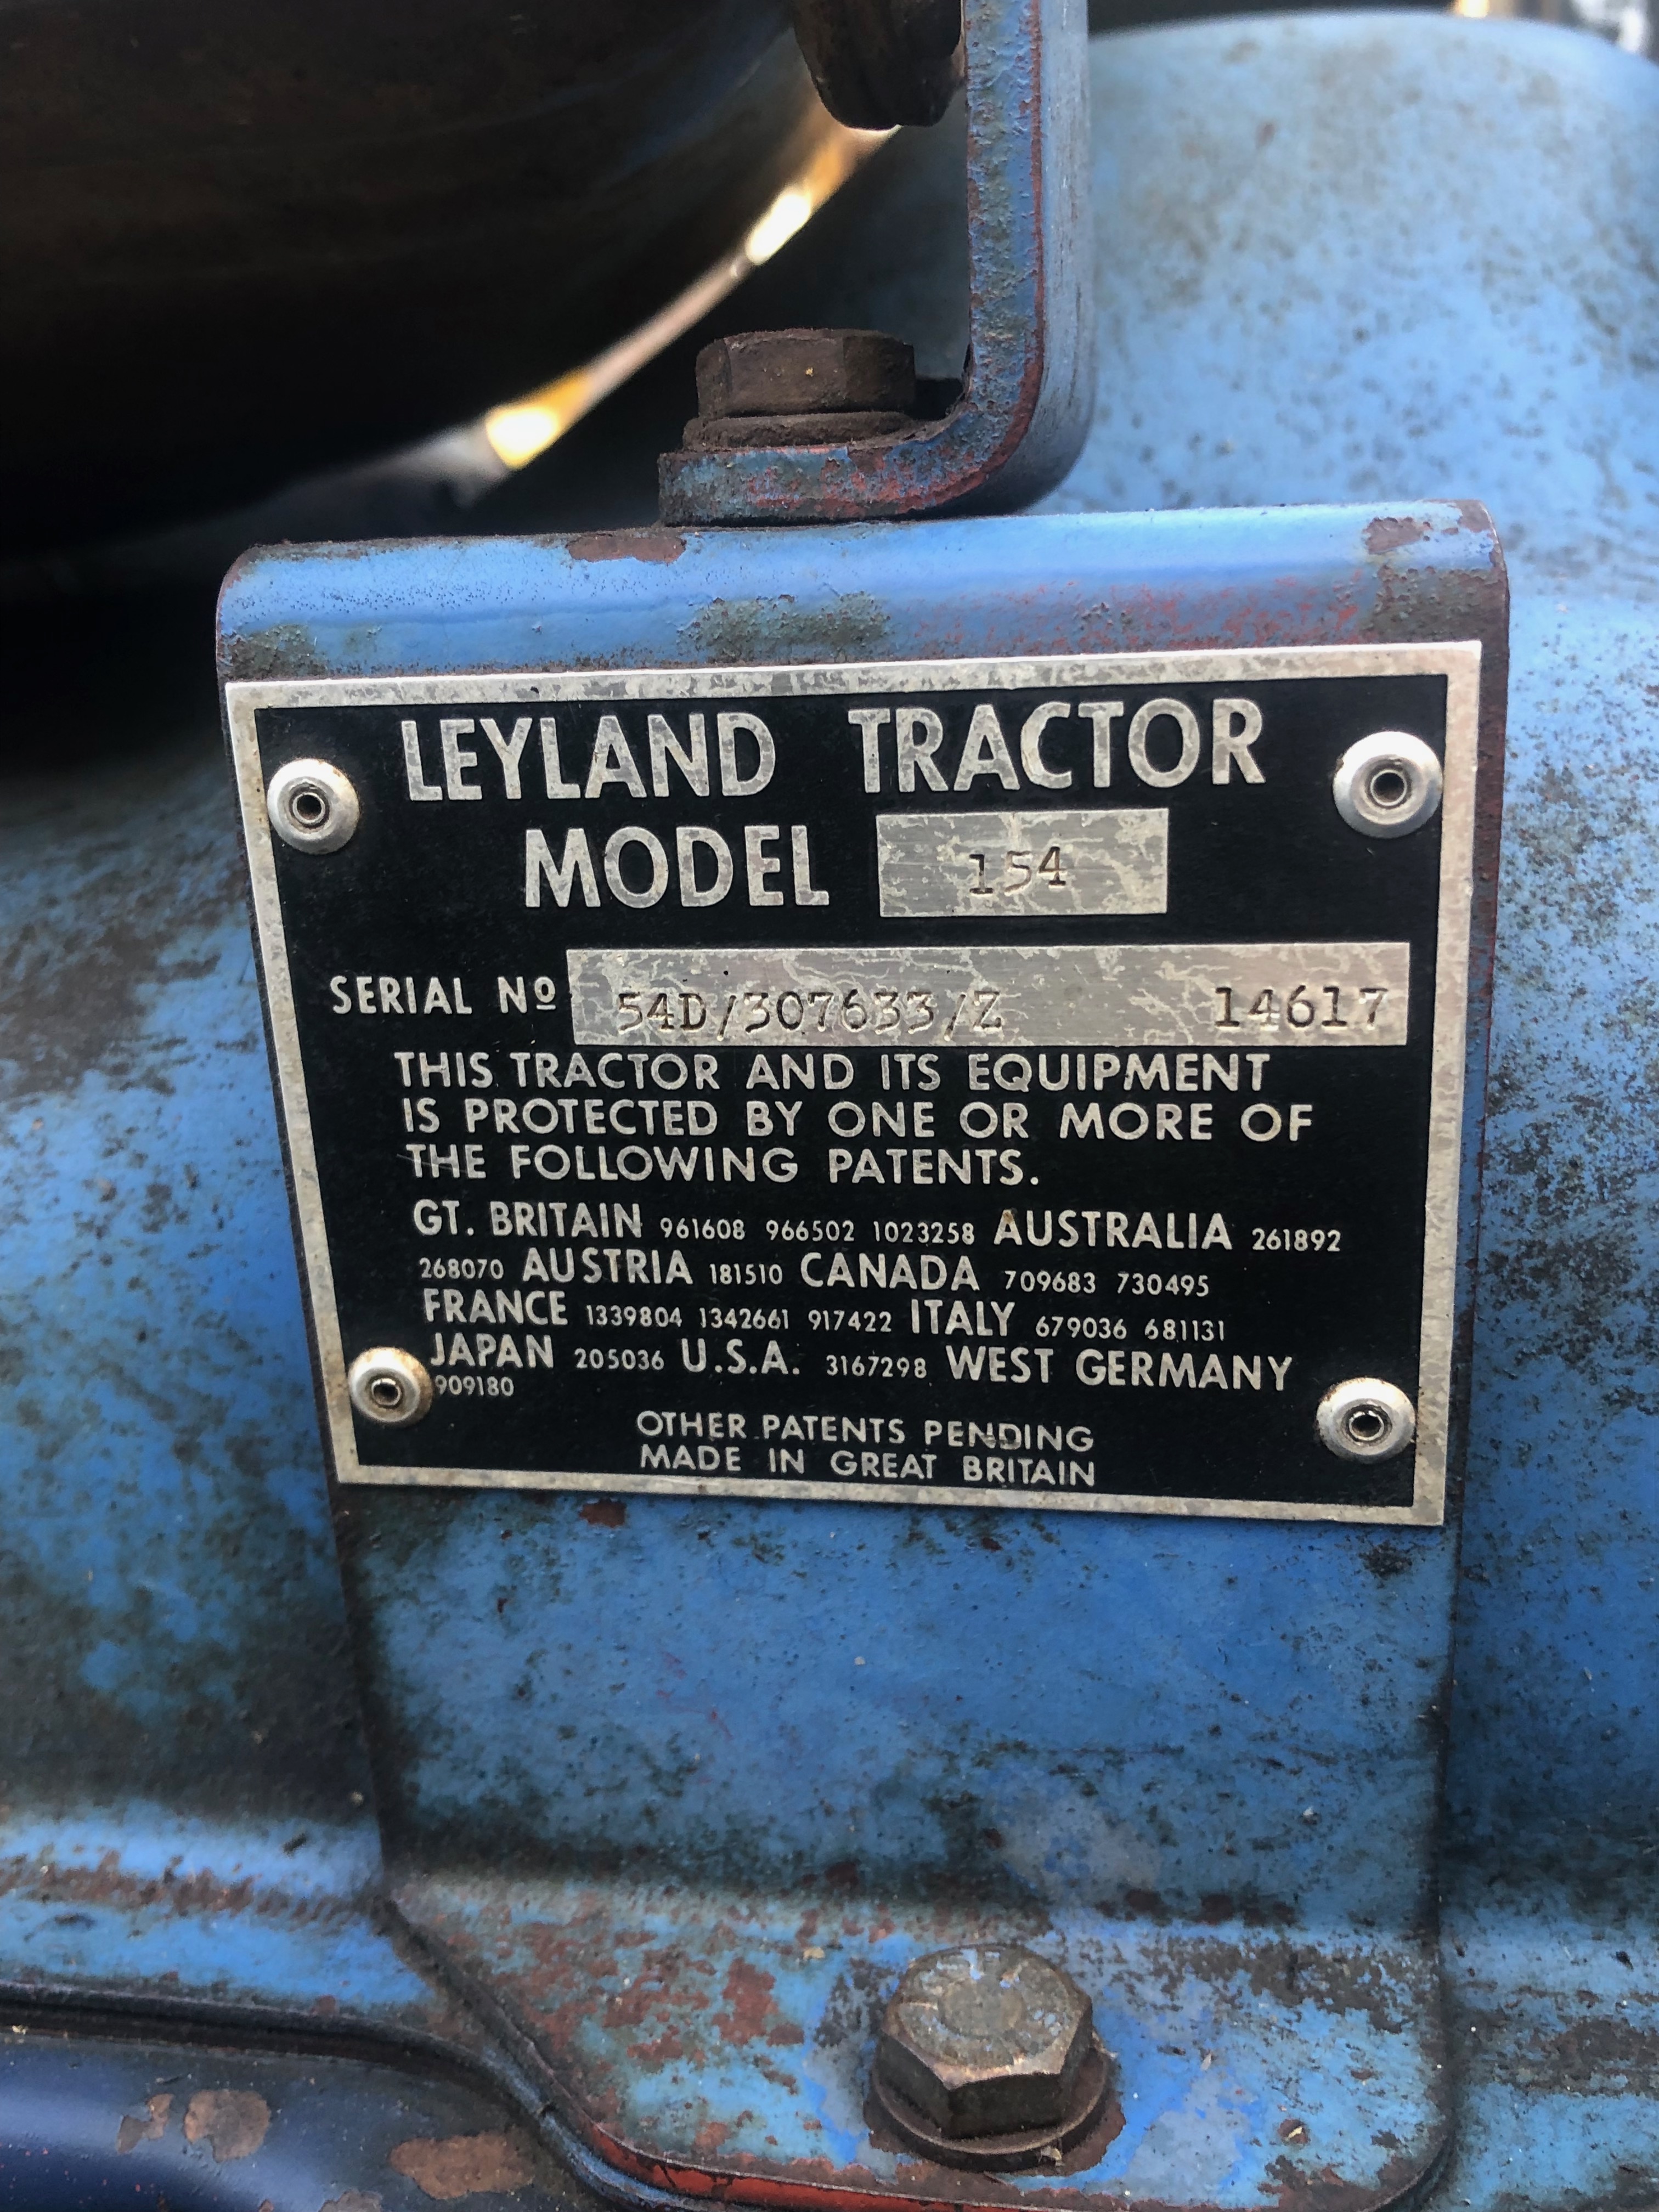 LEYLAND TRACTOR
MODEL 154
SERIAL Nº 54D/307633/Z 14617
THIS TRACTOR AND ITS EQUIPMENT
IS PROTECTED BY ONE OR MORE OF
THE FOLLOWING PATENTS.
GT. BRITAIN 961608 966502 1023258 AUSTRALIA 261892
268070 AUSTRIA 181510 CANADA 709683 730495
FRANCE 1339804 1342661 917422 ITALY 679036 681131
JAPAN 205036 U.S.A. 3167298 WEST GERMANY
909180
OTHER PATENTS PENDING
MADE IN GREAT BRITAIN